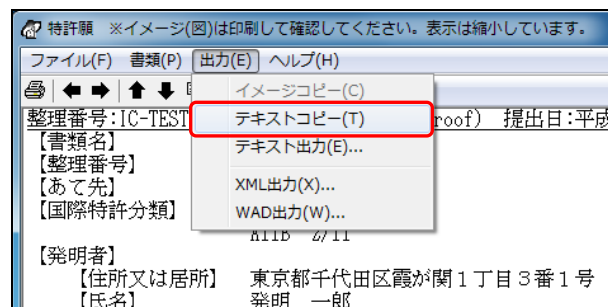 特許願 ※イメージ(図)は印刷して確認してください。表示は縮小しています。
ファイル(F) 書類(P) 出力(E) ヘルプ(H)
イメージコピー(C)
テキストコピー(T)
テキスト出力(E)...
XML出力(X)...
WAD出力(W)...
整理番号:IC-TEST roof) 提出日:平成
【書類名】
【整理番号】
【あて先】
【国際特許分類】
【発明者】
【住所又は居所】 東京都千代田区霞が関1丁目3番1号
【氏名】 発明 一郎